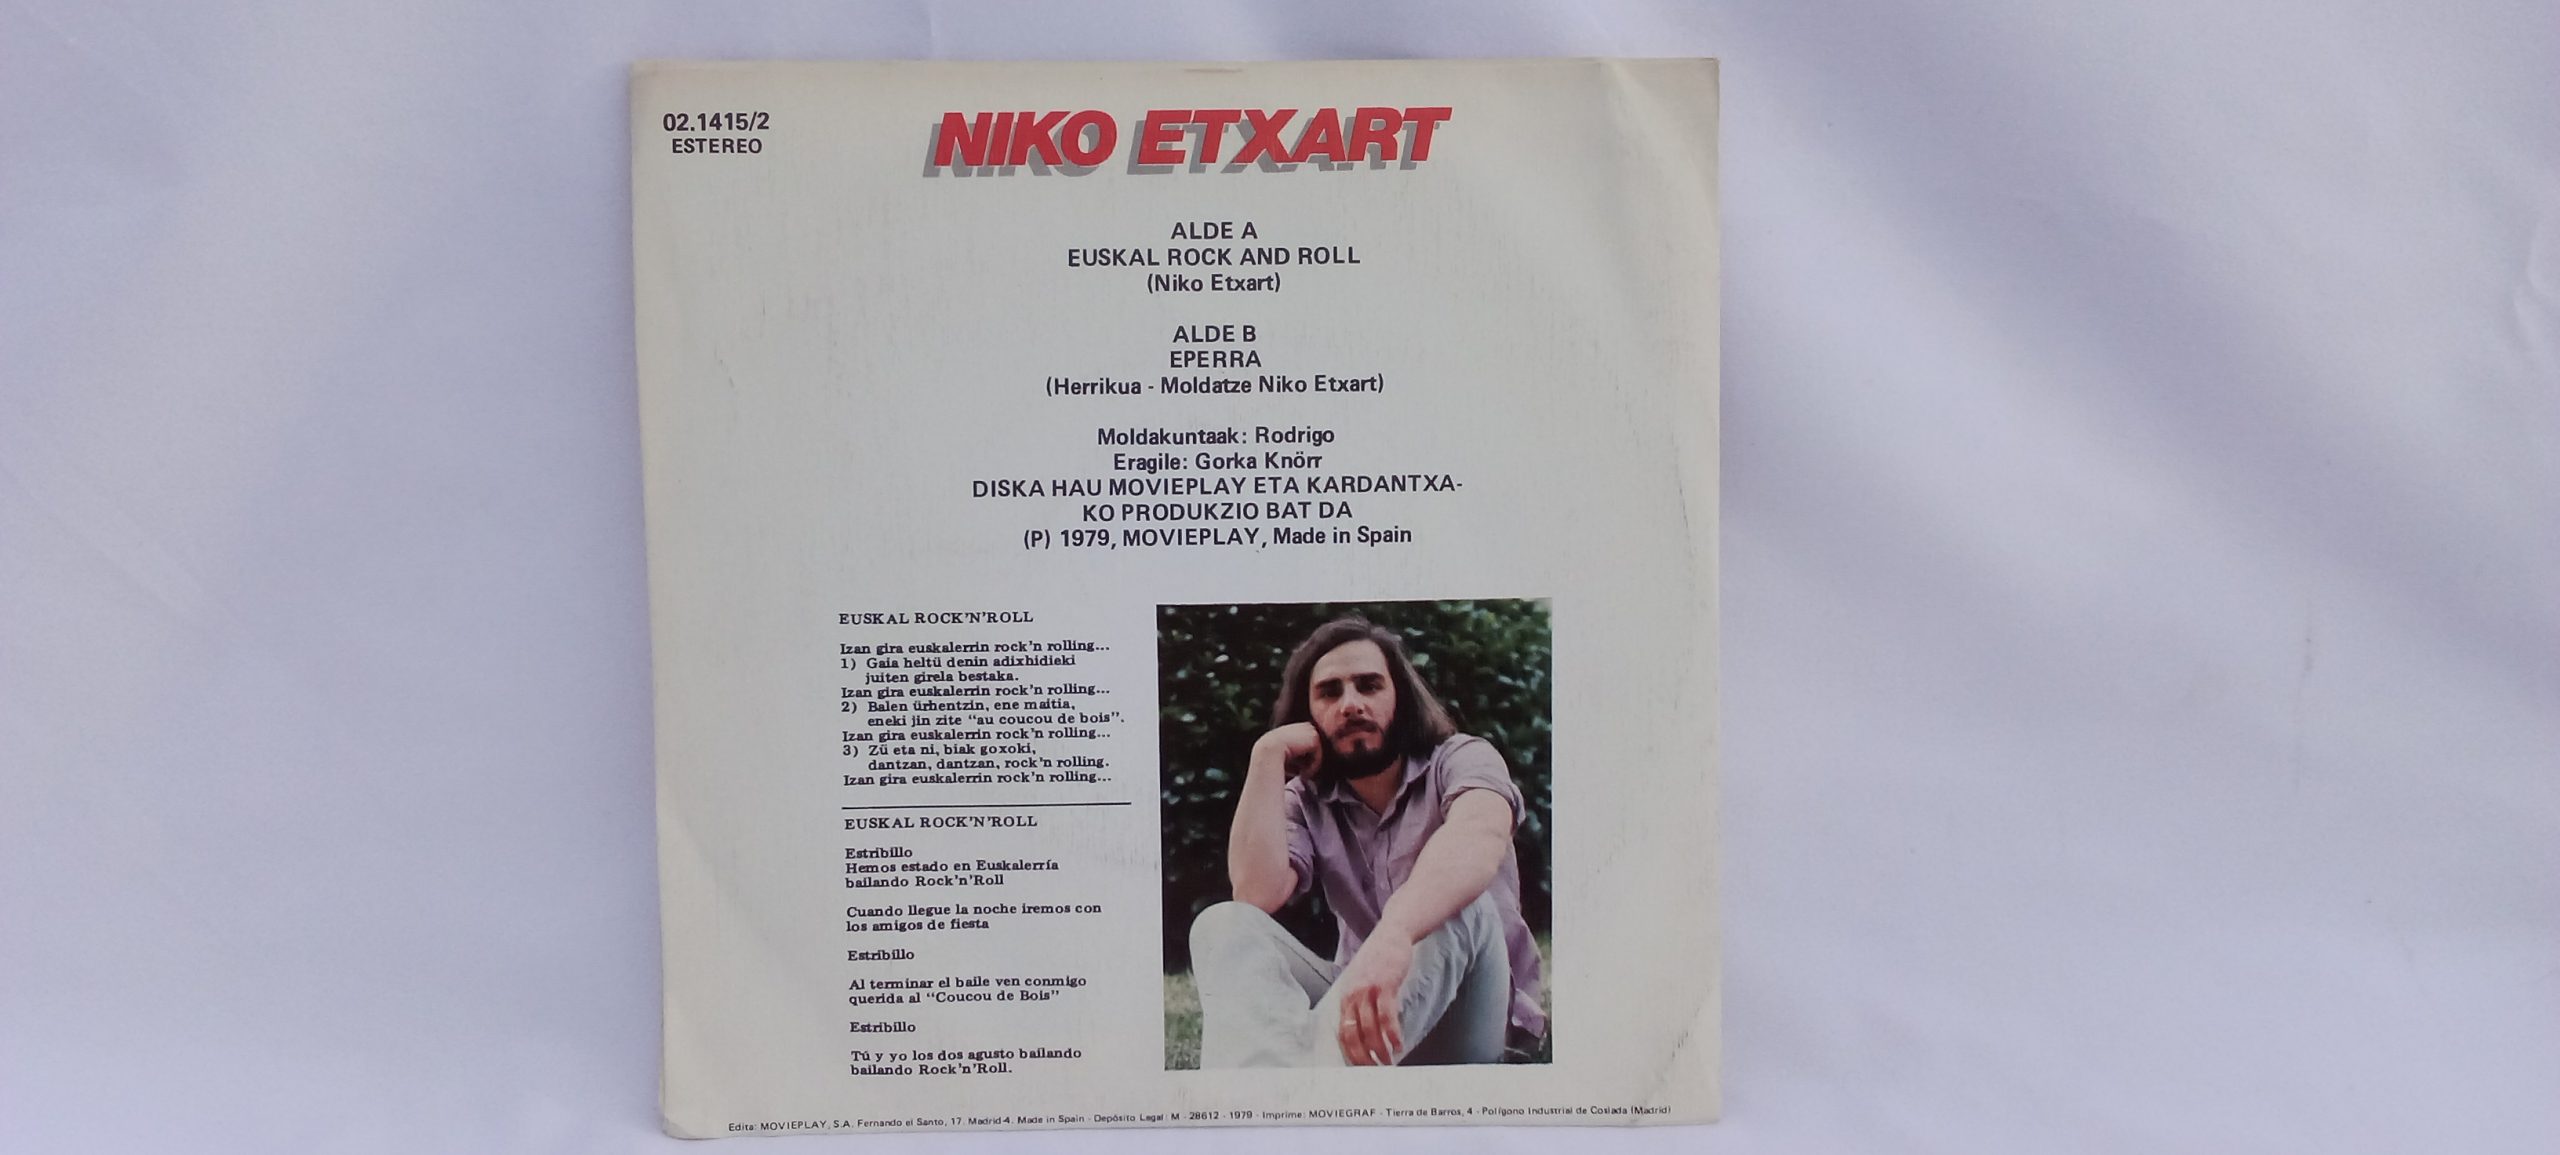 02.1415/2
ESTEREO
NIKO ETXART
ALDE A
EUSKAL ROCK AND ROLL
(Niko Etxart)
ALDE B
EPERRA
(Herrikua - Moldatze Niko Etxart)
Moldakuntaak: Rodrigo
Eragile: Gorka Knörr
DISKA HAU MOVIEPLAY ETA KARDANTXA-
KO PRODUKZIO BAT DA
(P) 1979, MOVIEPLAY, Made in Spain
EUSKAL ROCK'N'ROLL
Izan gira euskalerrin rock'n rolling...
1) Gaia heltü denin adixhidieki
juiten girela bestaka.
Izan gira euskalerrin rock'n rolling...
2) Balen ürhentzin, ene maitia,
eneki jin zite "au coucou de bois".
Izan gira euskalerrin rock'n rolling...
3) Zü eta ni, biak goxoki,
dantzan, dantzan, rock'n rolling.
Izan gira euskalerrin rock'n rolling...
EUSKAL ROCK'N'ROLL
Estribillo
Hemos estado en Euskalerría
bailando Rock'n'Roll
Cuando llegue la noche iremos con
los amigos de fiesta
Estribillo
Al terminar el baile ven conmigo
querida al "Coucou de Bois"
Estribillo
Tú y yo los dos agusto bailando
bailando Rock'n'Roll.
Edita: MOVIEPLAY, S.A. Fernando el Santo, 17. Madrid-4. Made in Spain - Depósito Legal: M - 28612 - 1979 - Imprime: MOVIEGRAF - Tierra de Barros, 4 - Polígono Industrial de Coslada (Madrid)